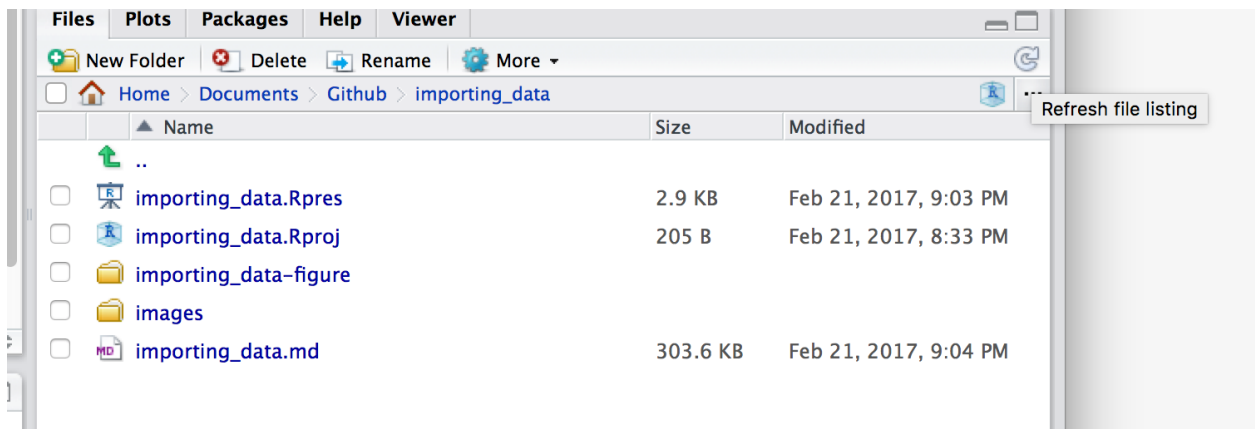 Files Plots Packages Help Viewer
New Folder Delete Rename More
Home > Documents > Github > importing_data R ...
Refresh file listing
Name Size Modified
..
R importing_data.Rpres 2.9 KB Feb 21, 2017, 9:03 PM
R importing_data.Rproj 205 B Feb 21, 2017, 8:33 PM
importing_data-figure
images
MD importing_data.md 303.6 KB Feb 21, 2017, 9:04 PM